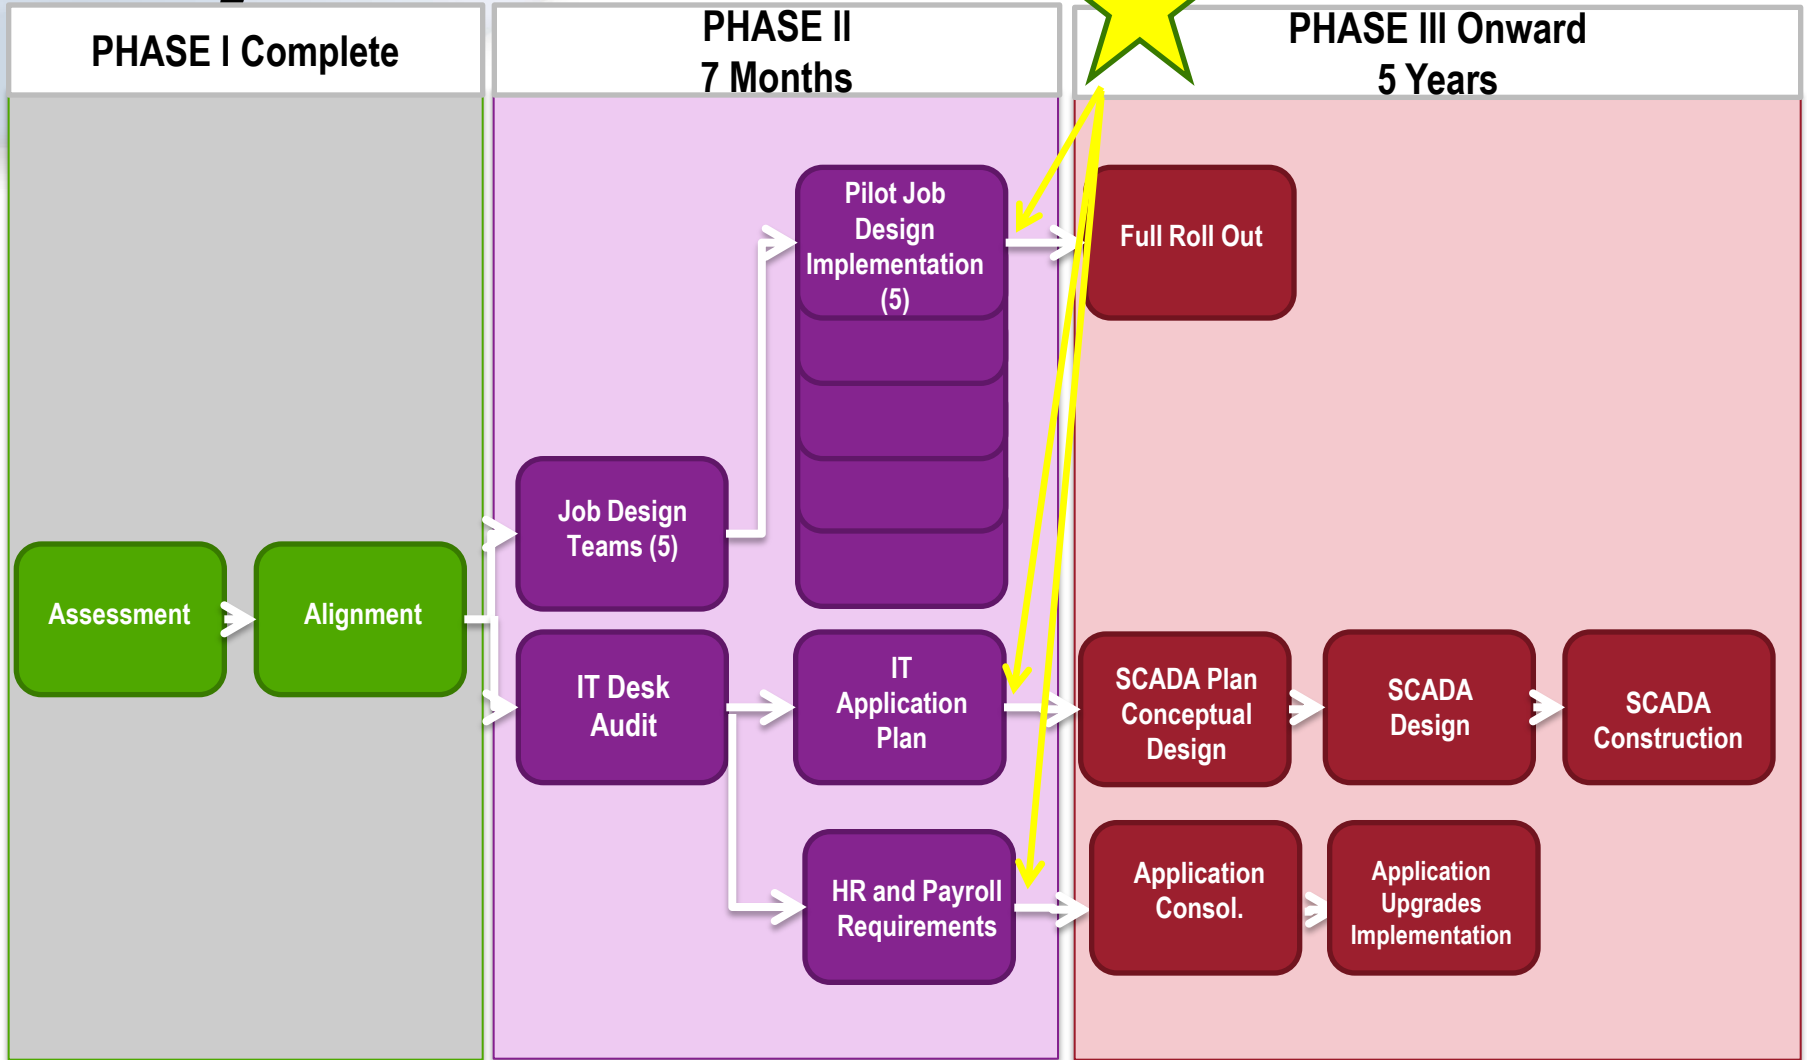 PHASE I Complete
PHASE II
7 Months
PHASE III Onward
5 Years
Assessment
Alignment
Job Design
Teams (5)
IT Desk
Audit
Pilot Job
Design
Implementation
(5)
IT
Application
Plan
HR and Payroll
Requirements
Full Roll Out
SCADA Plan
Conceptual
Design
SCADA
Design
SCADA
Construction
Application
Consol.
Application
Upgrades
Implementation